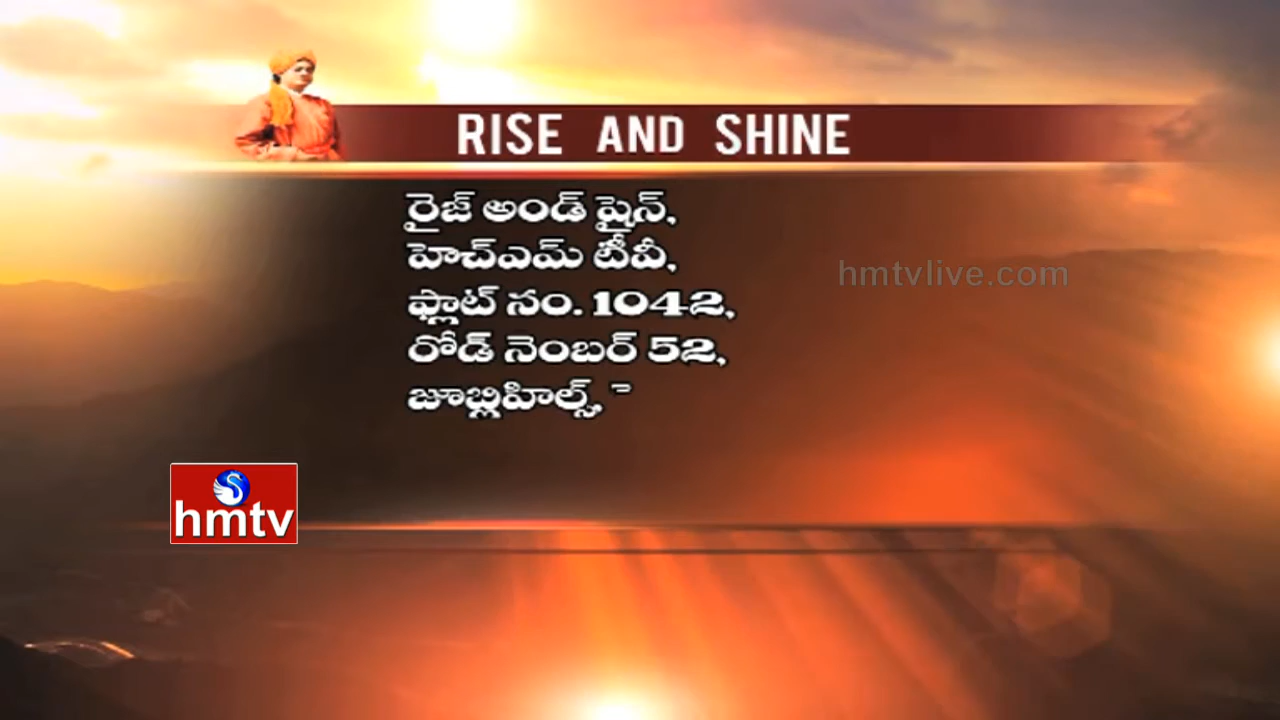 RISE AND SHINE
రైజ్ అండ్ షైన్,
హెచ్ఎమ్ టీవీ,
hmtvlive.com
ఫ్లాట్ నం. 1042,
రోడ్ నెంబర్ 52,
జూబ్లిహిల్స్,
hmtv